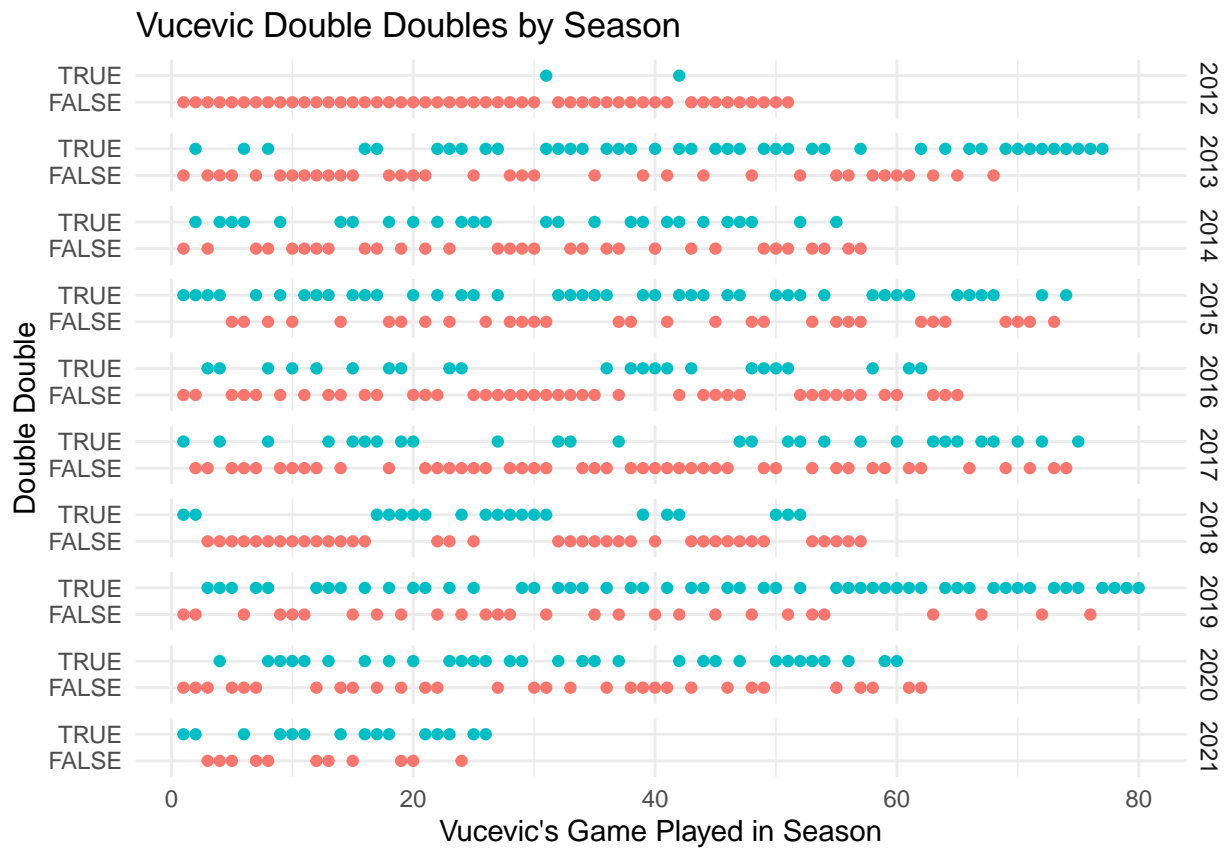 Vucevic Double Doubles by Season
TRUE
FALSE
2012
TRUE
FALSE
2013
TRUE
FALSE
2014
TRUE
FALSE
2015
TRUE
FALSE
2016
TRUE
FALSE
2017
TRUE
FALSE
2018
TRUE
FALSE
2019
TRUE
FALSE
2020
TRUE
FALSE
2021
Double Double
0 20 40 60 80
Vucevic's Game Played in Season